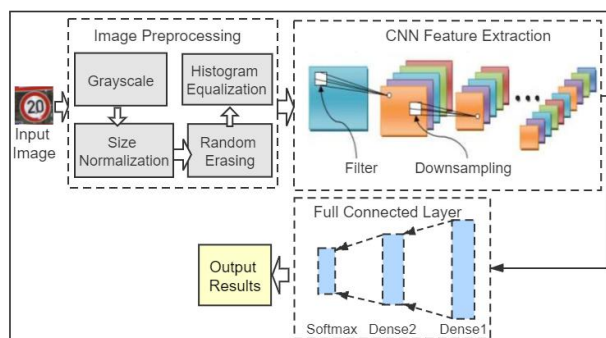 Image Preprocessing
Grayscale
Size
Normalization
Random
Erasing
Histogram
Equalization
20
Input
Image
CNN Feature Extraction
Filter
Downsampling
Full Connected Layer
Softmax
Dense2
Dense1
Output
Results